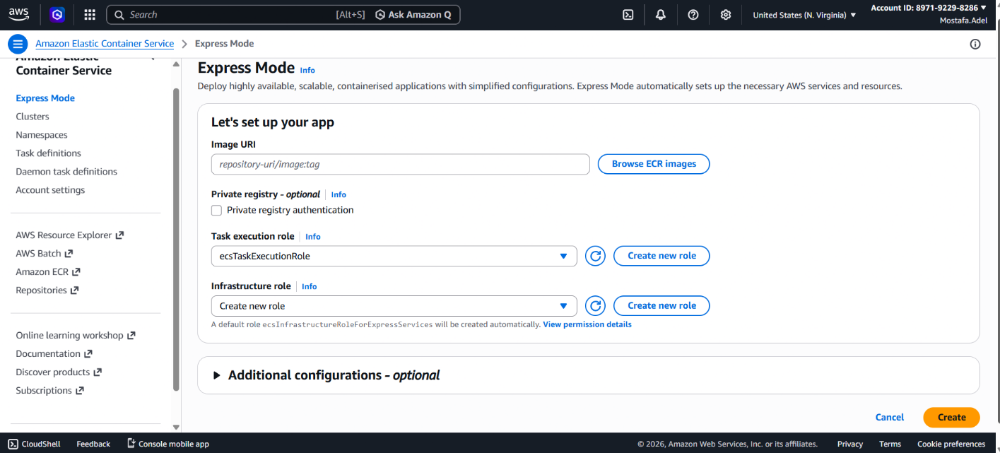 aws
Search [Alt+S] Ask Amazon Q
United States (N. Virginia)
Account ID: 8971-9229-8286
Mostafa.Adel
Amazon Elastic Container Service > Express Mode
Amazon Elastic
Container Service
Express Mode
Clusters
Namespaces
Task definitions
Daemon task definitions
Account settings
AWS Resource Explorer
AWS Batch
Amazon ECR
Repositories
Online learning workshop
Documentation
Discover products
Subscriptions
Express Mode Info
Deploy highly available, scalable, containerised applications with simplified configurations. Express Mode automatically sets up the necessary AWS services and resources.
Let's set up your app
Image URI
repository-uri/image:tag Browse ECR images
Private registry - optional Info
Private registry authentication
Task execution role Info
ecsTaskExecutionRole Create new role
Infrastructure role Info
Create new role Create new role
A default role ecsInfrastructureRoleForExpressServices will be created automatically. View permission details
Additional configurations - optional
Cancel Create
CloudShell Feedback Console mobile app © 2026, Amazon Web Services, Inc. or its affiliates. Privacy Terms Cookie preferences